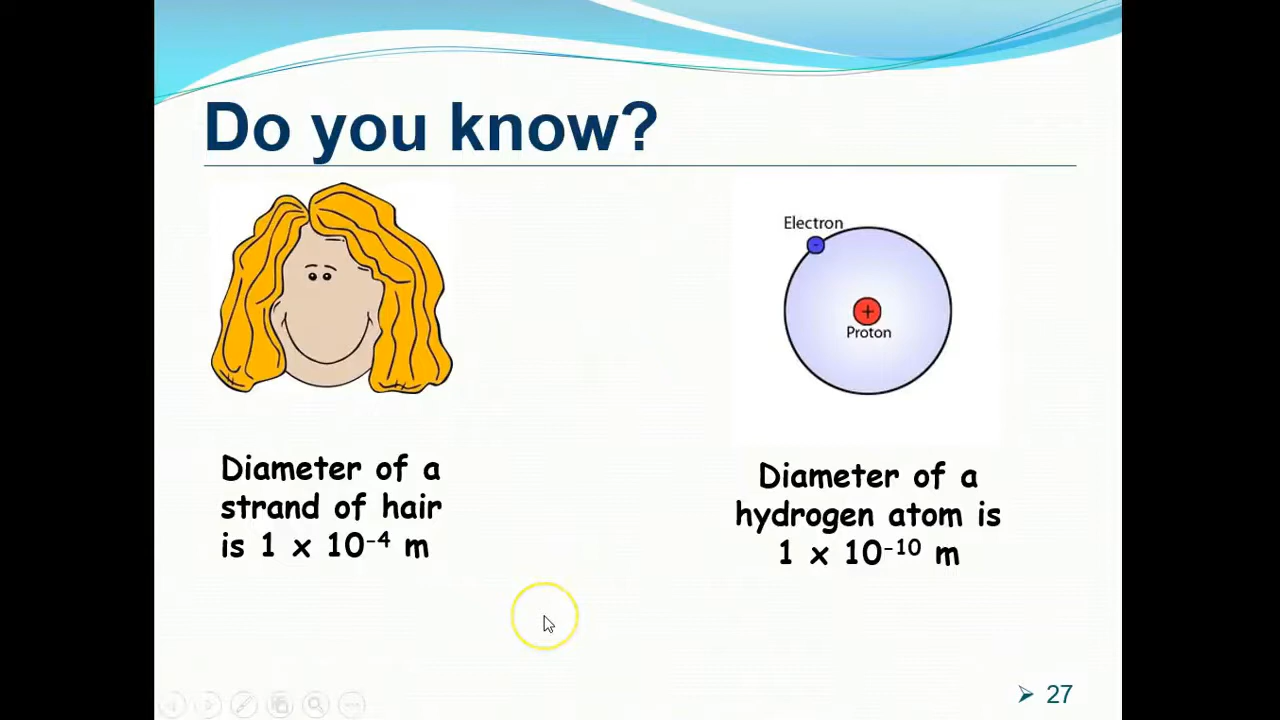 Do you know?
Electron
-
+
Proton
Diameter of a
strand of hair
is 1 x 10⁻⁴ m
Diameter of a
hydrogen atom is
1 x 10⁻¹⁰ m
27